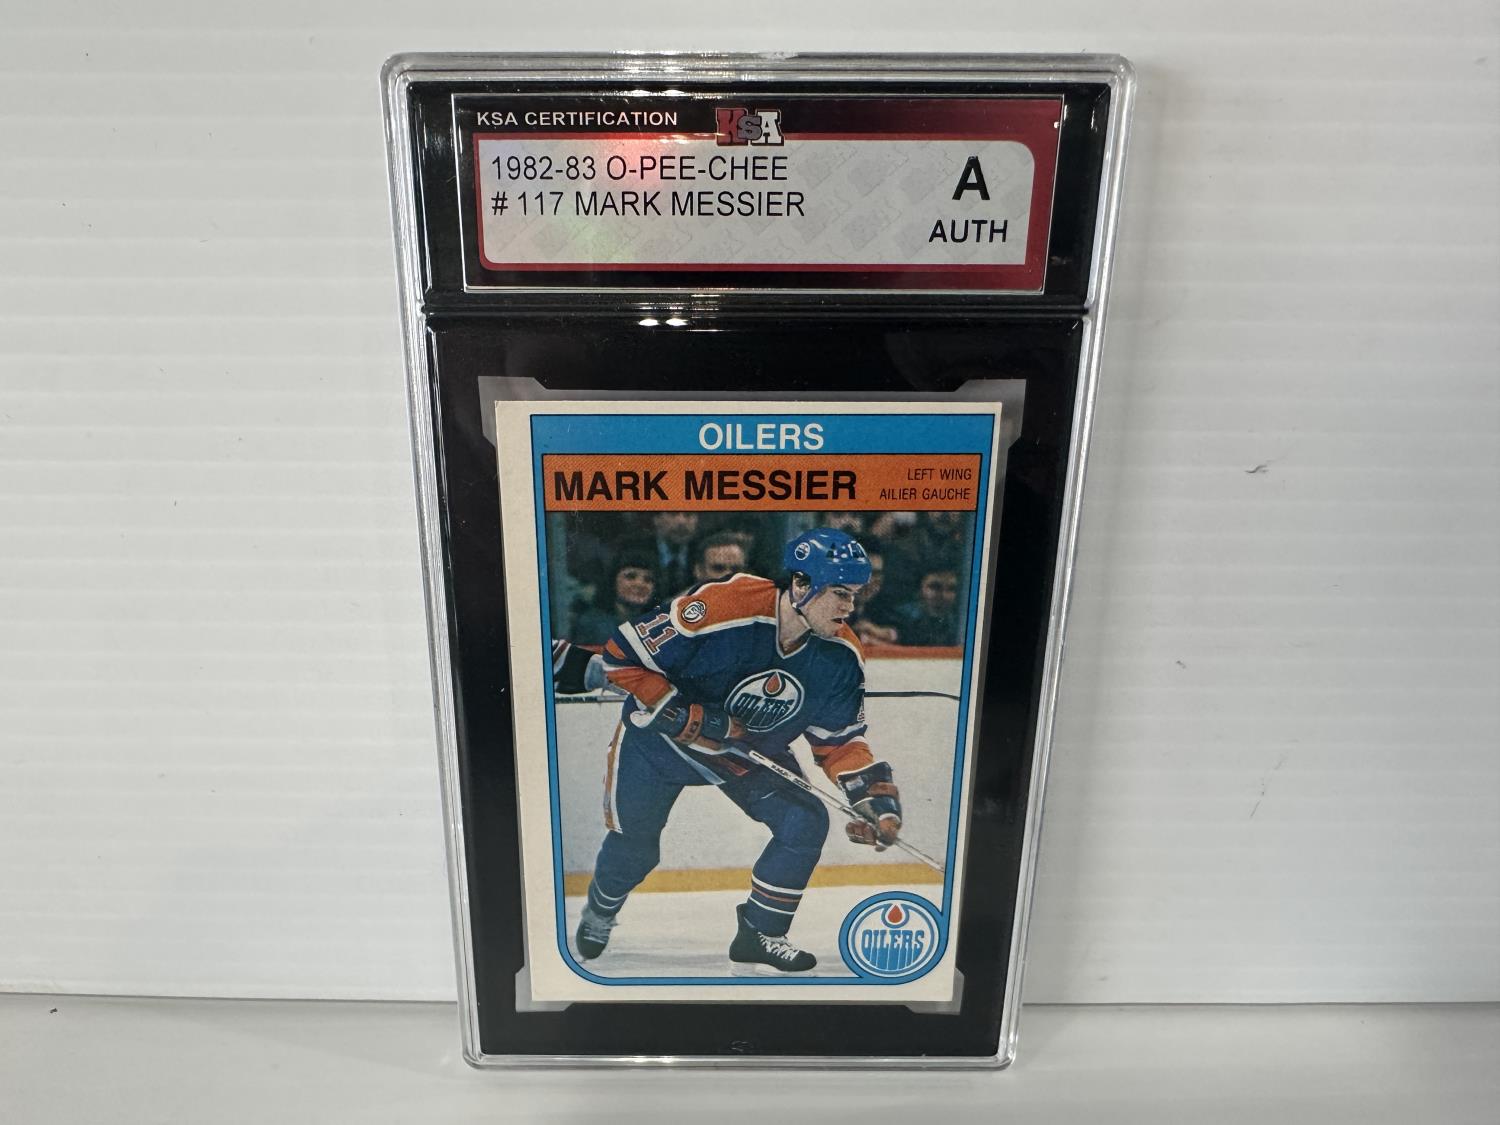 KSA CERTIFICATION
KSA
1982-83 O-PEE-CHEE
# 117 MARK MESSIER
A
AUTH
OILERS
MARK MESSIER
LEFT WING
AILIER GAUCHE
11
OILERS
OILERS